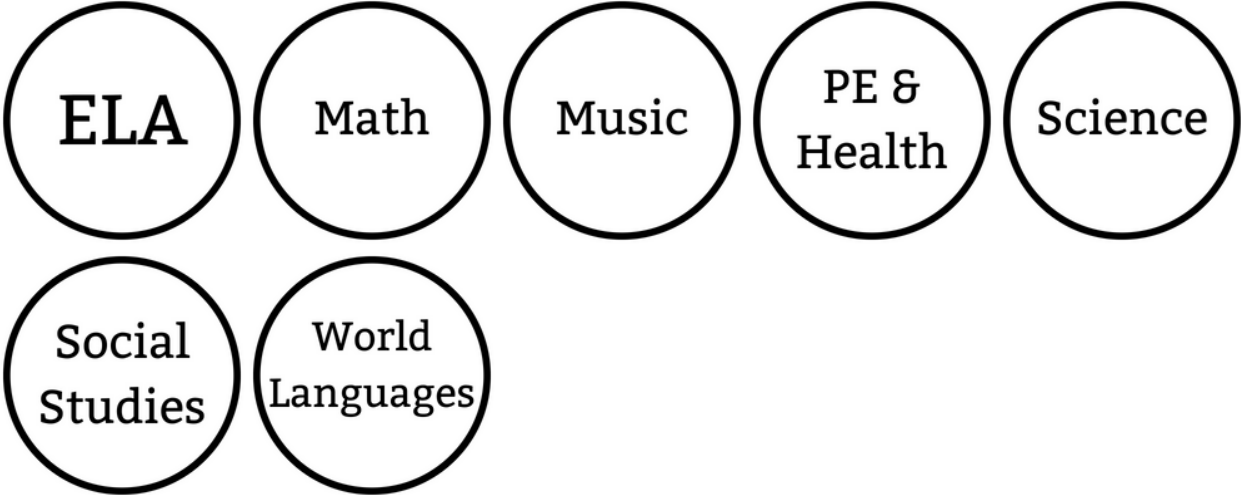 ELA
Math
Music
PE &
Health
Science
Social
Studies
World
Languages